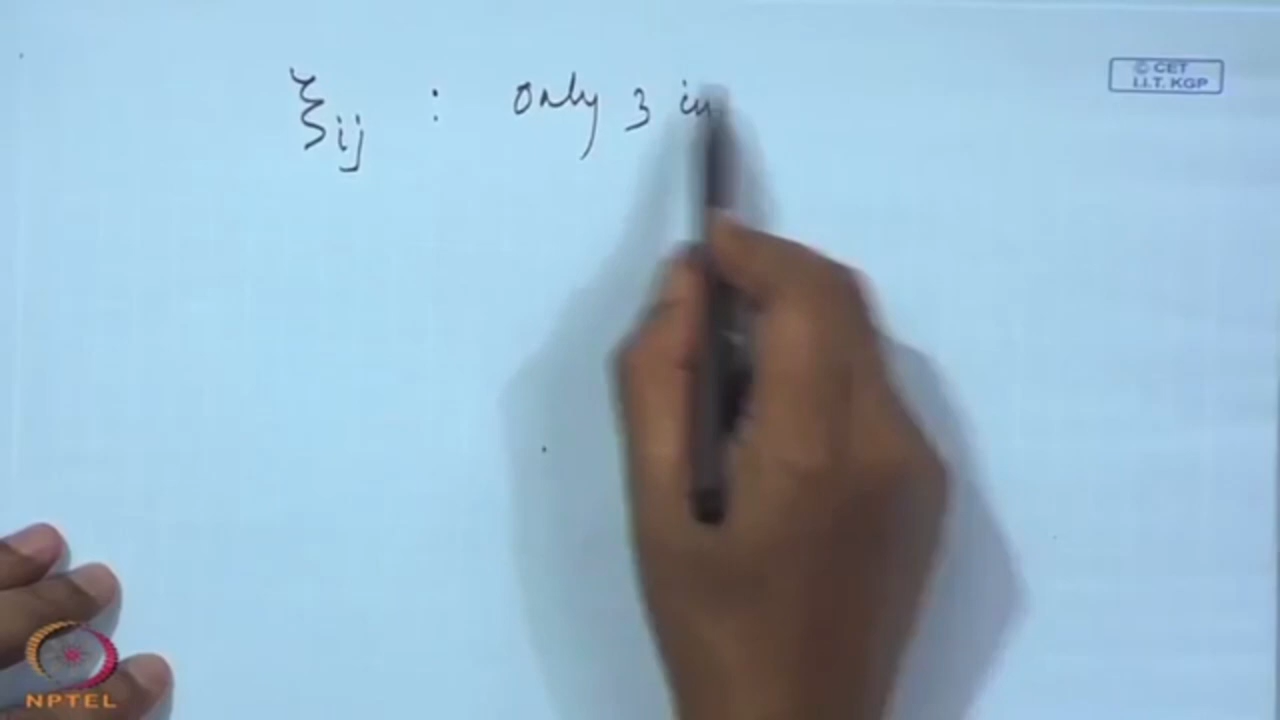 ξij : only 3 in
© CET
I.I.T. KGP
NPTEL